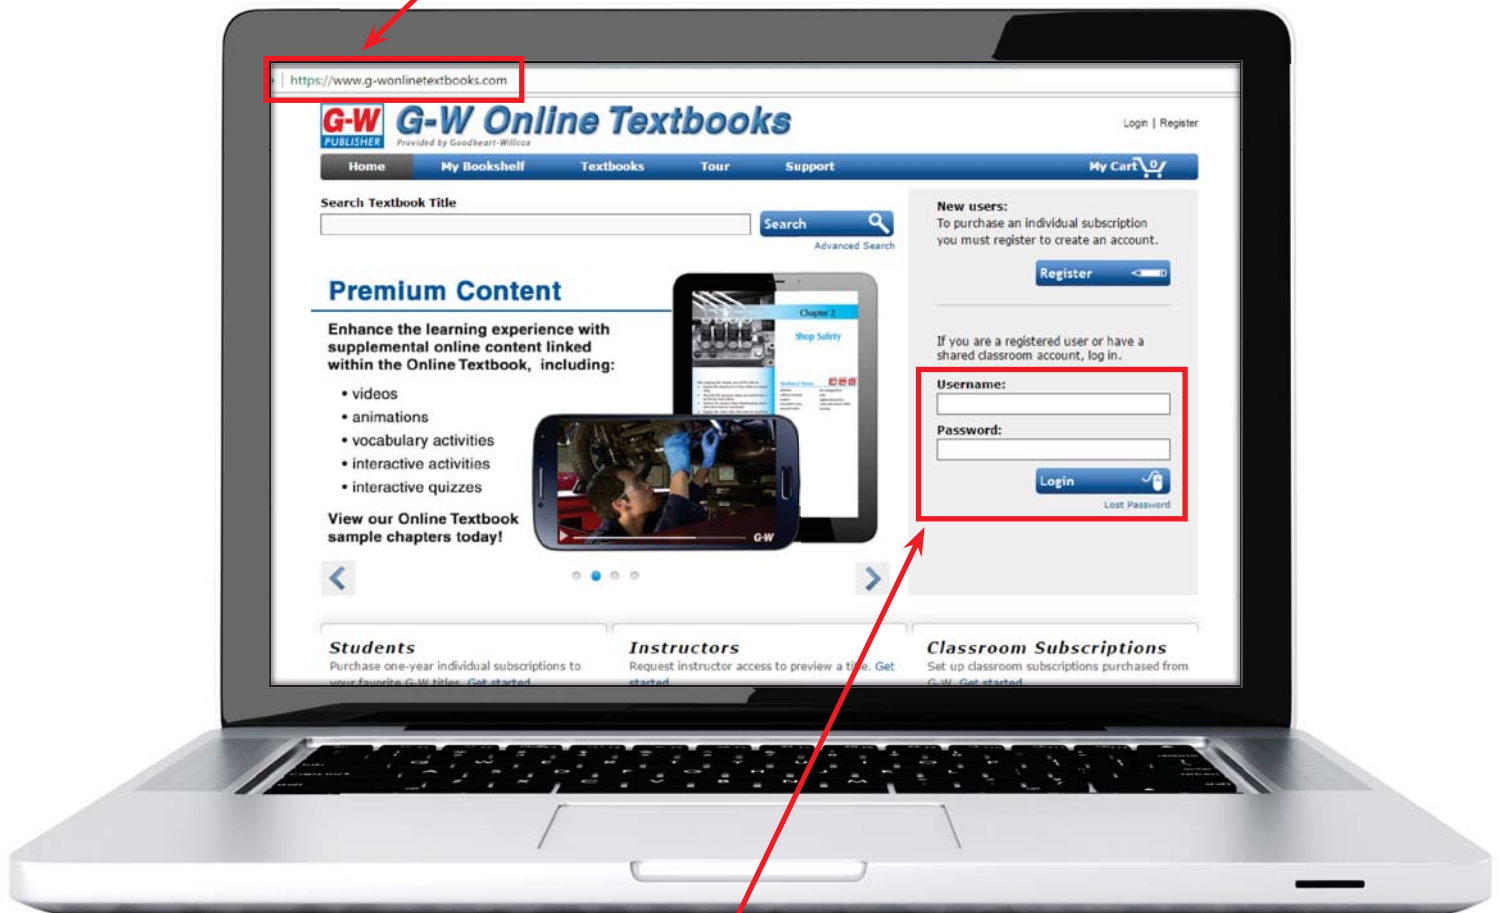 https://www.g-wonlinetextbooks.com
G-W
PUBLISHER
G-W Online Textbooks
Provided by Goodheart-Willcox
Login | Register
Home My Bookshelf Textbooks Tour Support My Cart 0
Search Textbook Title
Search
Advanced Search
Premium Content
Enhance the learning experience with
supplemental online content linked
within the Online Textbook, including:
• videos
• animations
• vocabulary activities
• interactive activities
• interactive quizzes
View our Online Textbook
sample chapters today!
Chapter 2
Shop Safety
Technical Terms
G-W
New users:
To purchase an individual subscription
you must register to create an account.
Register
If you are a registered user or have a
shared classroom account, log in.
Username:
Password:
Login
Lost Password
Students
Purchase one-year individual subscriptions to
your favorite G-W titles. Get started
Instructors
Request instructor access to preview a title. Get
started
Classroom Subscriptions
Set up classroom subscriptions purchased from
G-W. Get started